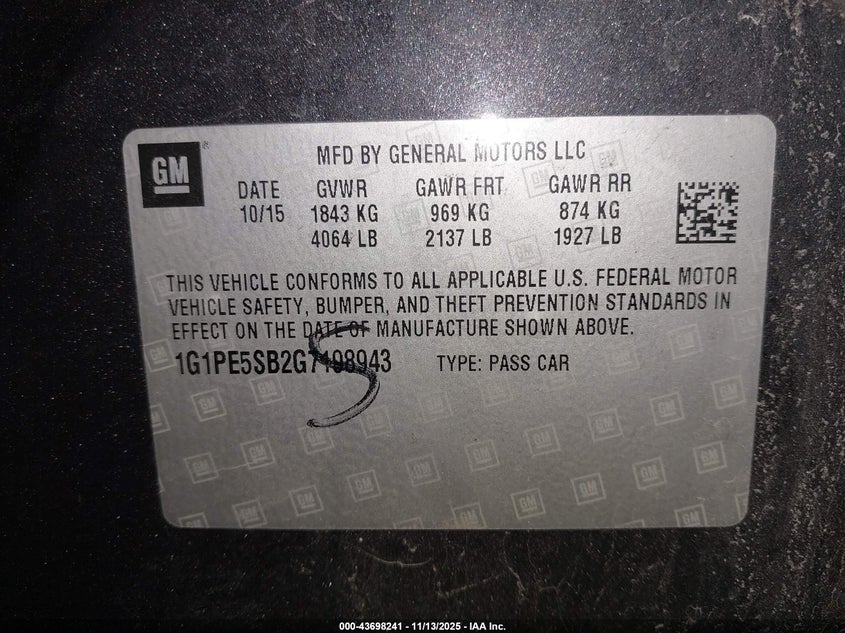 GM ®
MFD BY GENERAL MOTORS LLC
DATE GVWR GAWR FRT GAWR RR
10/15 1843 KG 969 KG 874 KG
4064 LB 2137 LB 1927 LB
THIS VEHICLE CONFORMS TO ALL APPLICABLE U.S. FEDERAL MOTOR
VEHICLE SAFETY, BUMPER, AND THEFT PREVENTION STANDARDS IN
EFFECT ON THE DATE OF MANUFACTURE SHOWN ABOVE.
1G1PE5SB2G7198943 TYPE: PASS CAR
000-43698241 - 11/13/2025 - IAA Inc.